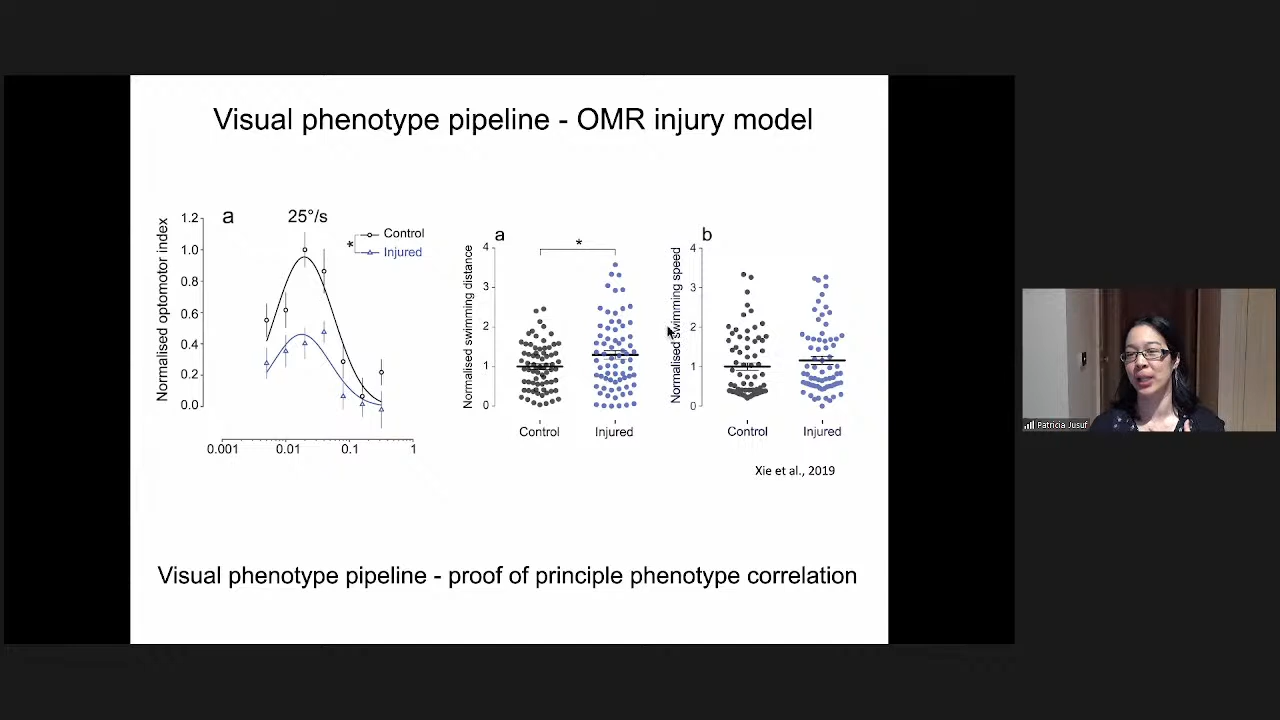 Visual phenotype pipeline - OMR injury model
a
25°/s
Normalised optomotor index
1.2
1.0
0.8
0.6
0.4
0.2
0.0
0.001
0.01
0.1
1
*
Control
Injured
a
*
Normalised swimming distance
4
3
2
1
0
Control
Injured
b
Normalised swimming speed
4
3
2
1
0
Control
Injured
Xie et al., 2019
Visual phenotype pipeline - proof of principle phenotype correlation
Patricia Jusuf